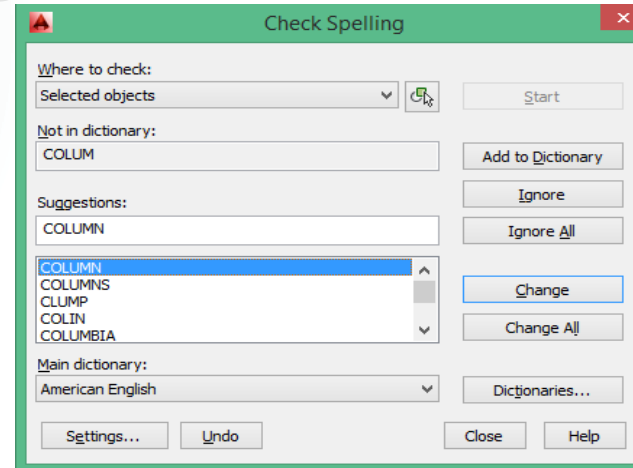 Check Spelling
Where to check:
Selected objects
Start
Not in dictionary:
COLUM
Add to Dictionary
Ignore
Suggestions:
COLUMN
Ignore All
COLUMN
COLUMNS
CLUMP
COLIN
COLUMBIA
Change
Change All
Main dictionary:
American English
Dictionaries...
Settings...
Undo
Close
Help